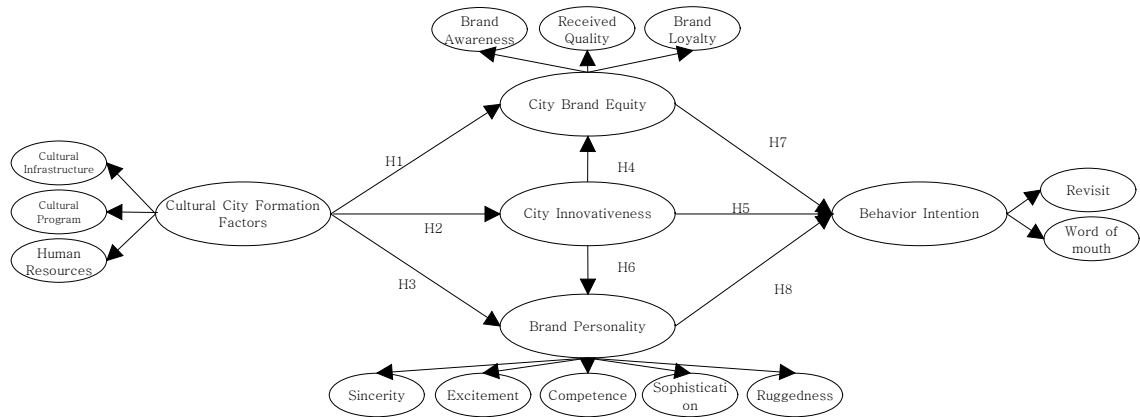 Brand
Awareness
Received
Quality
Brand
Loyalty
City Brand Equity
H1
H7
Cultural
Infrastructure
H4
Cultural
Program
Cultural City Formation
Factors
H2
City Innovativeness
H5
Behavior Intention
Revisit
Word of
mouth
Human
Resources
H3
H6
H8
Brand Personality
Sincerity
Excitement
Competence
Sophisticati
on
Ruggedness